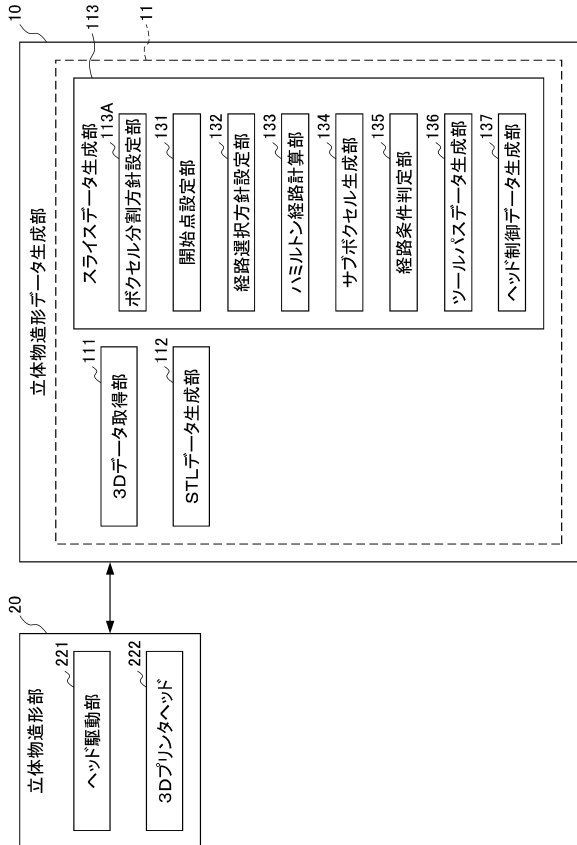 20
立体物造形部
221
ヘッド駆動部
222
3Dプリンタヘッド
10
立体物造形データ生成部
11
111
3Dデータ取得部
112
STLデータ生成部
113
スライスデータ生成部
113A
ボクセル分割方針設定部
131
開始点設定部
132
経路選択方針設定部
133
ハミルトン経路計算部
134
サブボクセル生成部
135
経路条件判定部
136
ツールパスデータ生成部
137
ヘッド制御データ生成部